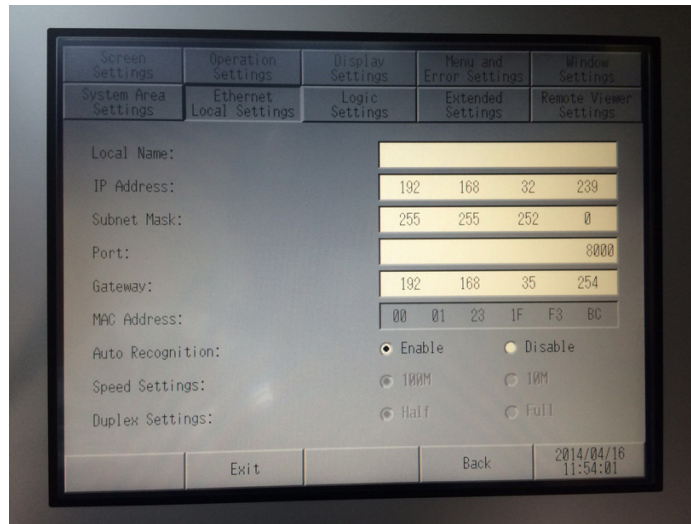 Screen Settings
Operation Settings
Display Settings
Menu and Error Settings
Window Settings
System Area Settings
Ethernet Local Settings
Logic Settings
Extended Settings
Remote Viewer Settings
Local Name:
IP Address: 192 168 32 239
Subnet Mask: 255 255 252 0
Port: 8000
Gateway: 192 168 35 254
MAC Address: 00 01 23 1F F3 BC
Auto Recognition: Enable Disable
Speed Settings: 100M 10M
Duplex Settings: Half Full
Exit Back 2014/04/16
11:54:01